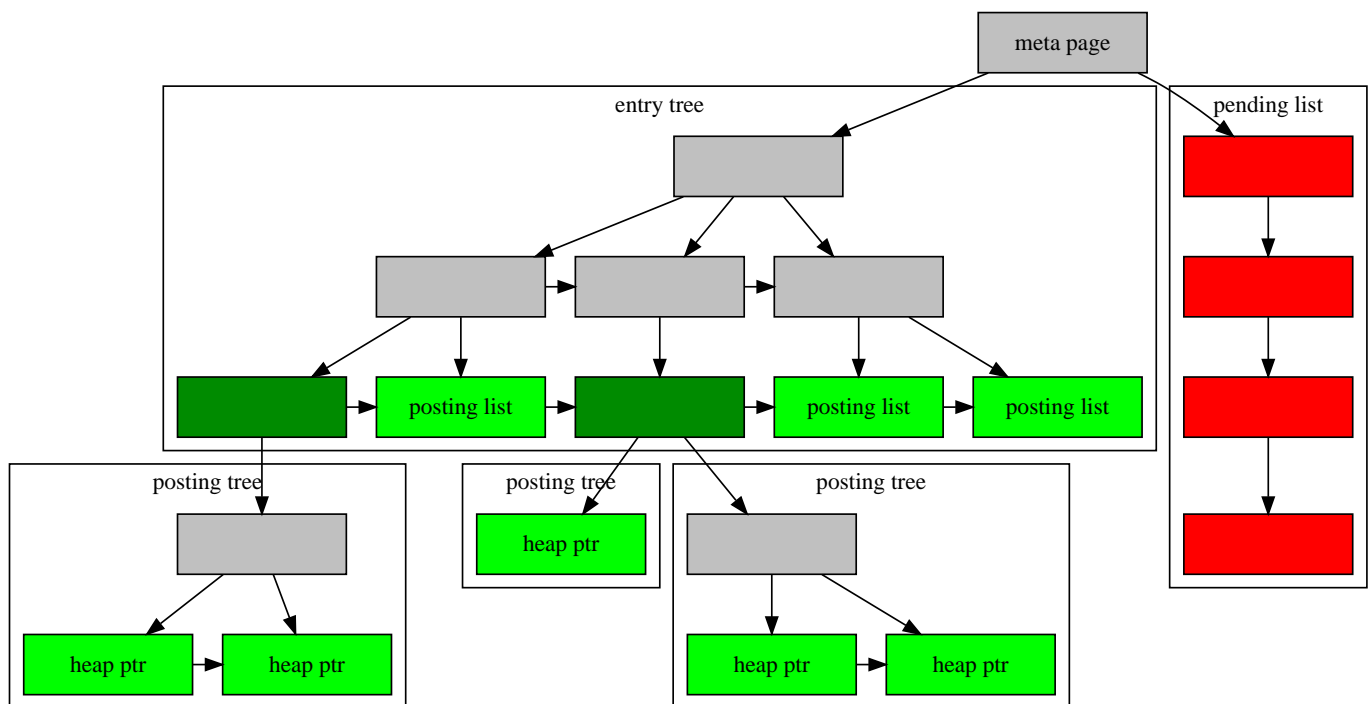 meta page
entry tree
pending list
posting list
posting list
posting list
posting tree
posting tree
posting tree
heap ptr
heap ptr
heap ptr
heap ptr
heap ptr